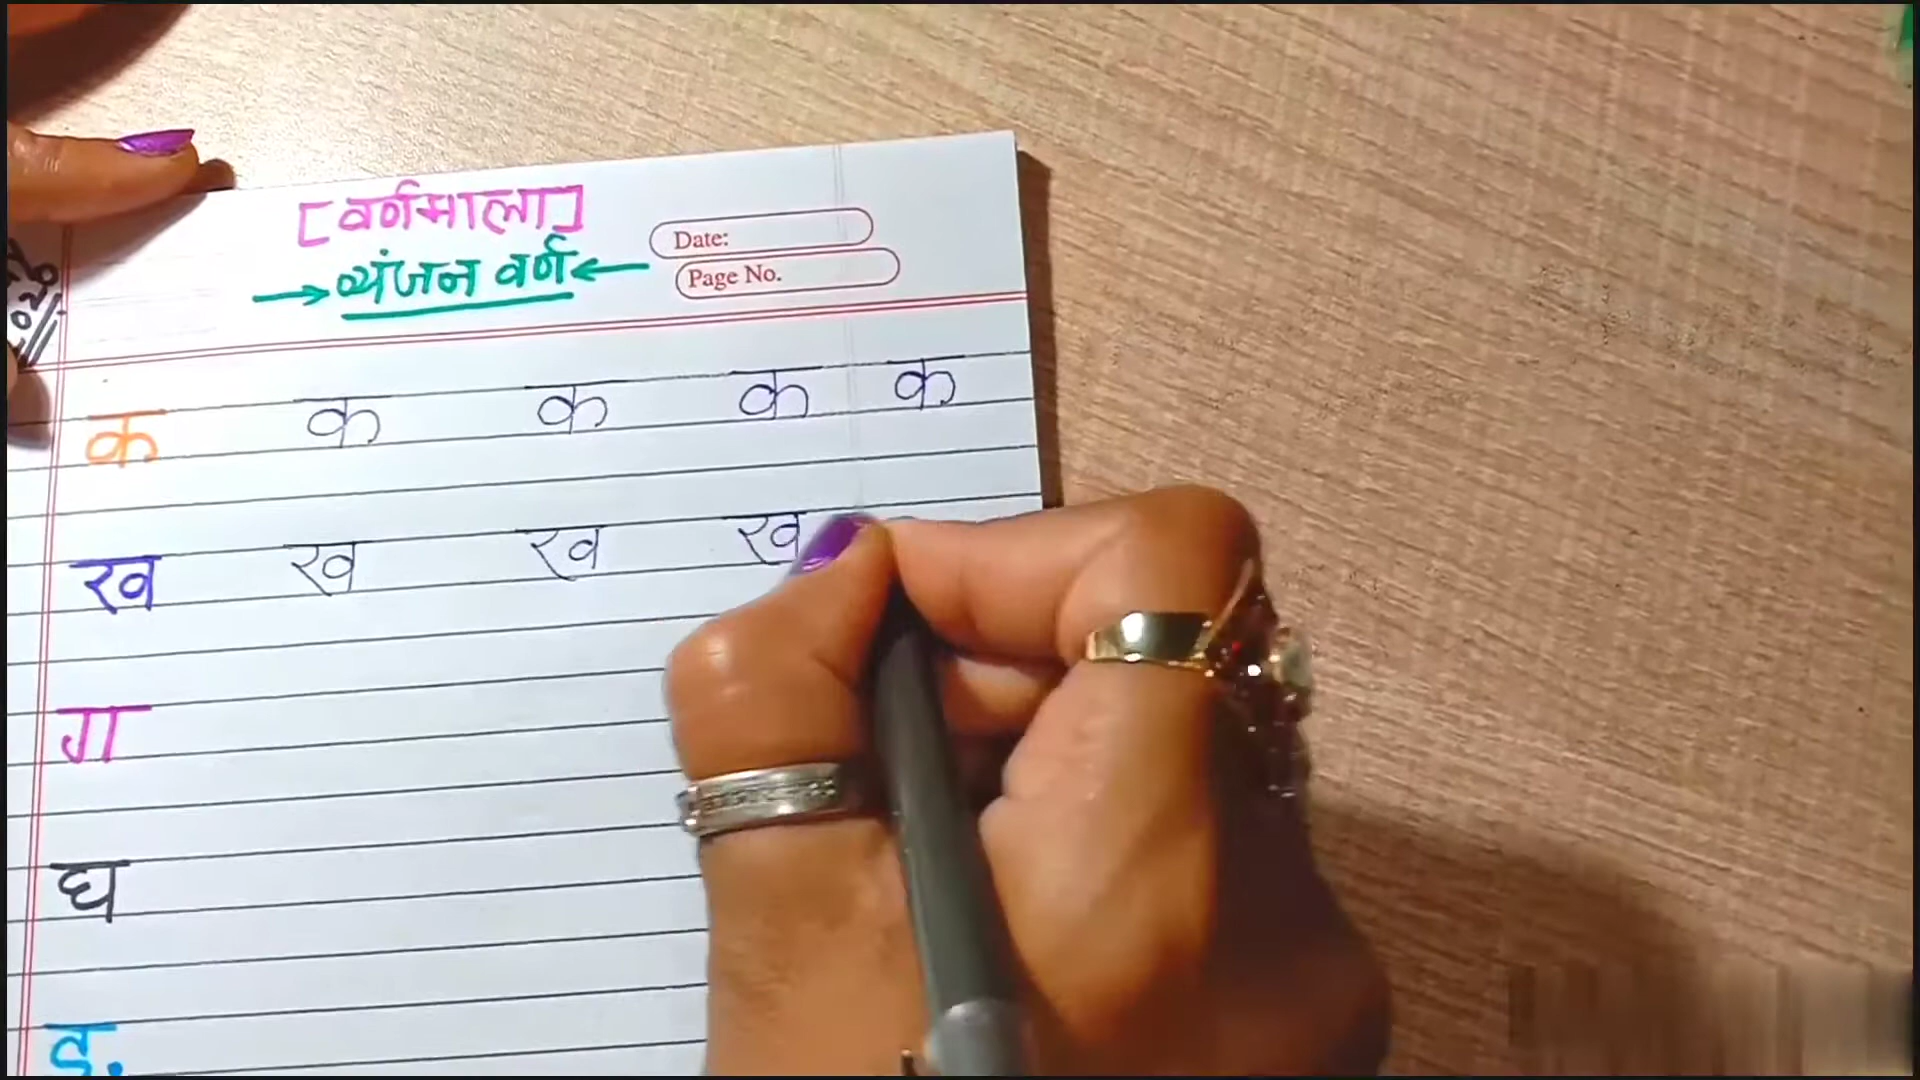 [वर्णमाला]
→व्यंजन वर्ण←
Date:
Page No.
क क क क क
ख ख ख ख
ग
घ
ङ